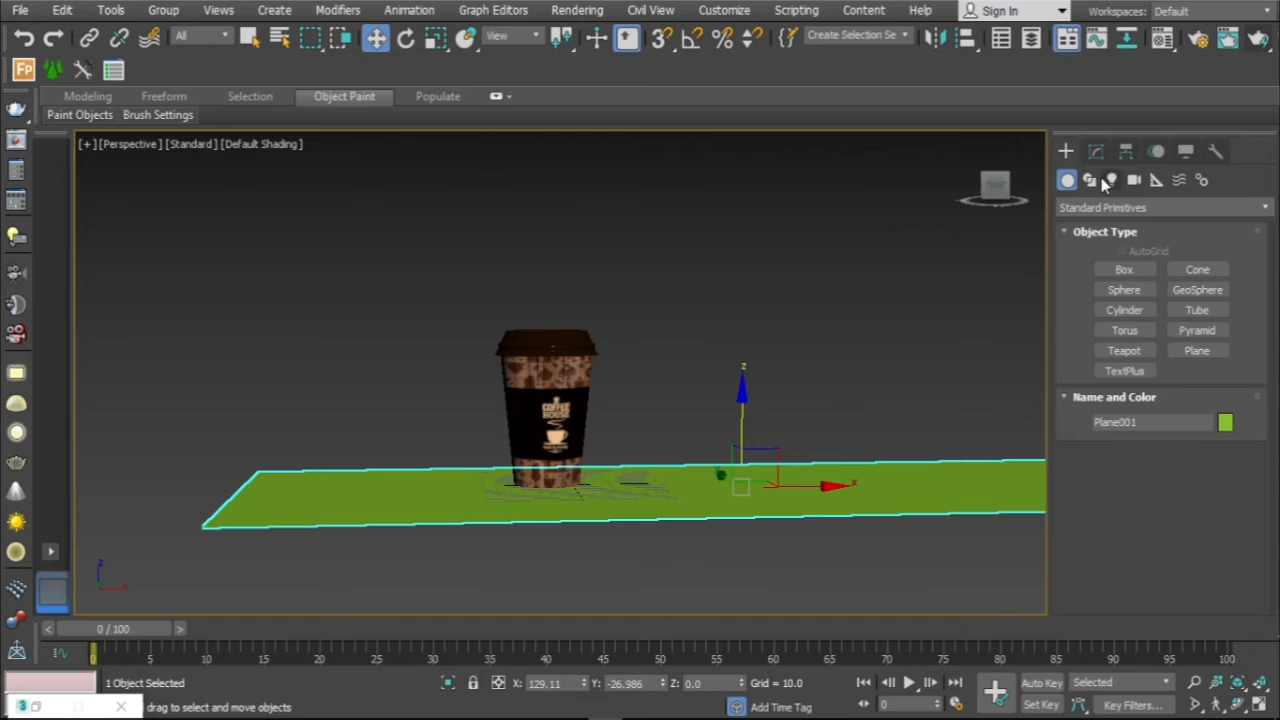 File Edit Tools Group Views Create Modifiers Animation Graph Editors Rendering Civil View Customize Scripting Content Help Sign In Workspaces: Default
All View Create Selection Se
Modeling Freeform Selection Object Paint Populate
Paint Objects Brush Settings
[+] [Perspective] [Standard] [Default Shading]
FRONT
Standard Primitives
Object Type
AutoGrid
Box Cone
Sphere GeoSphere
Cylinder Tube
Torus Pyramid
Teapot Plane
TextPlus
Name and Color
Plane001
COFFEE
HOUSE
z
x
z
x
0 / 100
0 5 10 15 20 25 30 35 40 45 50 55 60 65 70 75 80 85 90 95 100
1 Object Selected X: 129.11 Y: -26.986 Z: 0.0 Grid = 10.0 Auto Key Selected
drag to select and move objects Add Time Tag 0 Set Key Key Filters...